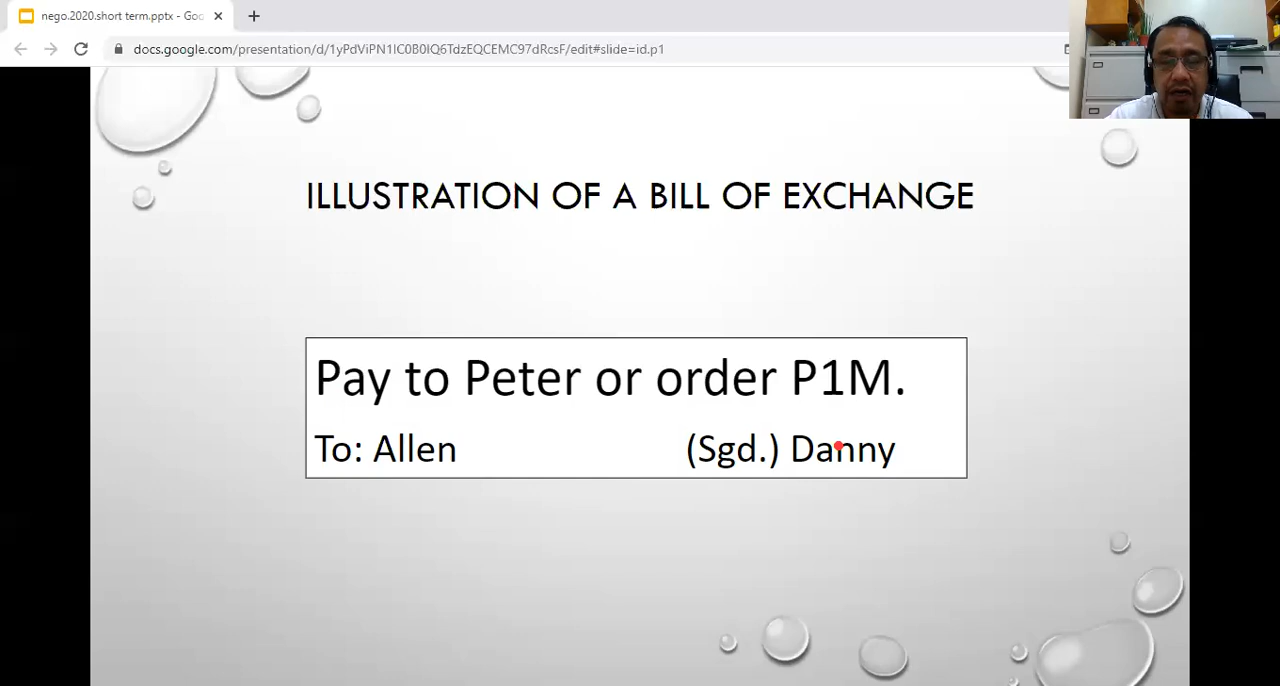 nego.2020.short term.pptx - Goo
docs.google.com/presentation/d/1yPdViPN1lC0B0IQ6TdzEQCEMC97dRcsF/edit#slide=id.p1
ILLUSTRATION OF A BILL OF EXCHANGE
Pay to Peter or order P1M.
To: Allen (Sgd.) Danny